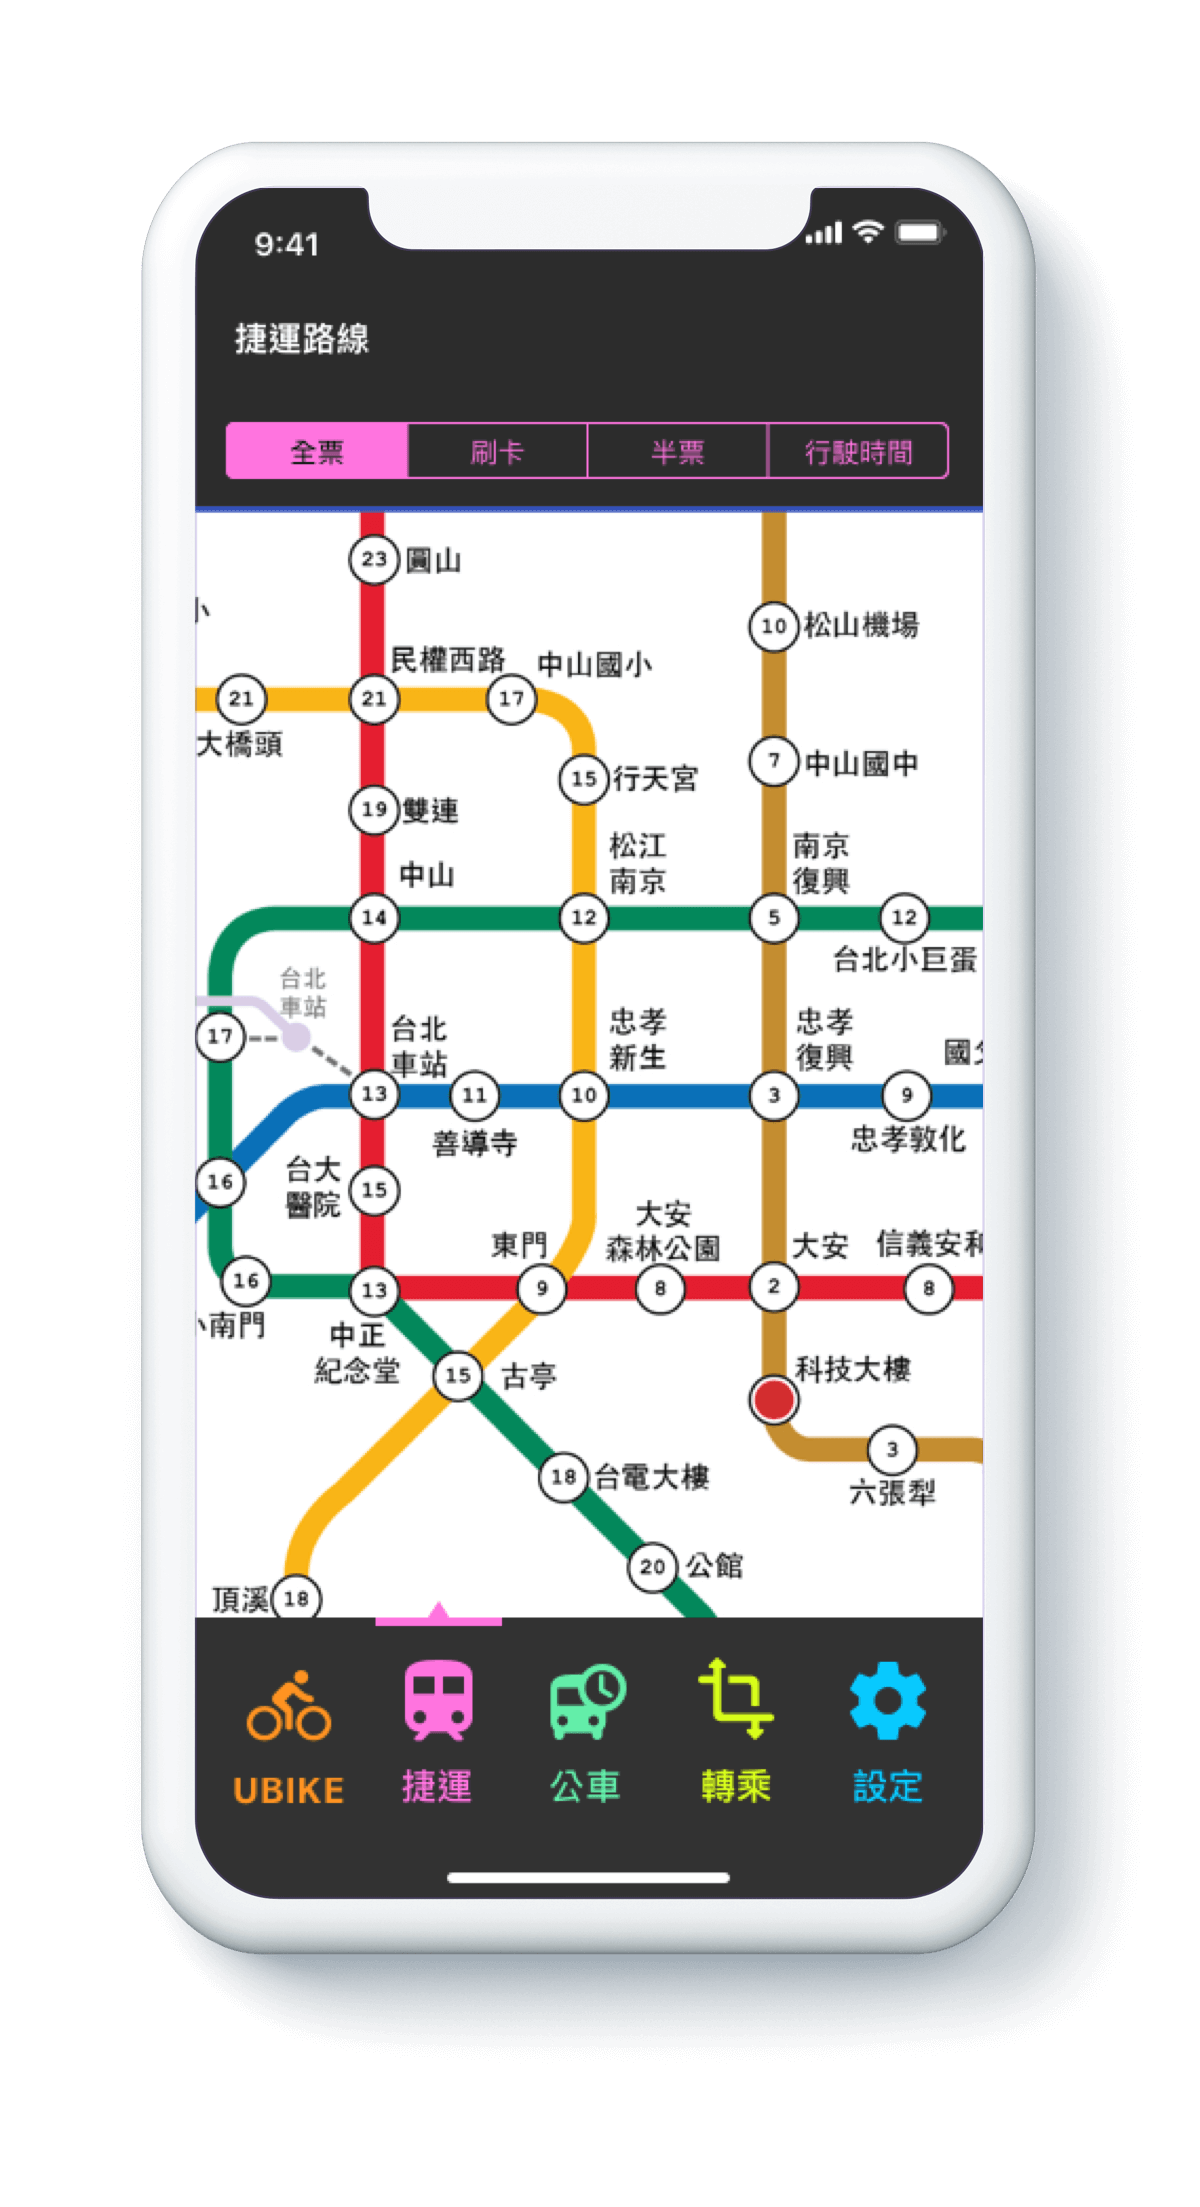 9:41
捷運路線
全票 刷卡 半票 行駛時間
23 圓山
小
10 松山機場
民權西路 中山國小
21 21 17
大橋頭
7 中山國中
15 行天宮
19 雙連
松江
南京
南京
復興
中山
14 12 5 12
台北小巨蛋
台北
車站
17
台北
車站
忠孝
新生
忠孝
復興
國
13 11 10 3 9
善導寺
忠孝敦化
16
台大
醫院
15
大安
森林公園
東門
大安
信義安和
16 13 9 8 2 8
小南門
中正
紀念堂
15 古亭
科技大樓
3
六張犁
18 台電大樓
20 公館
頂溪 18
UBIKE 捷運 公車 轉乘 設定